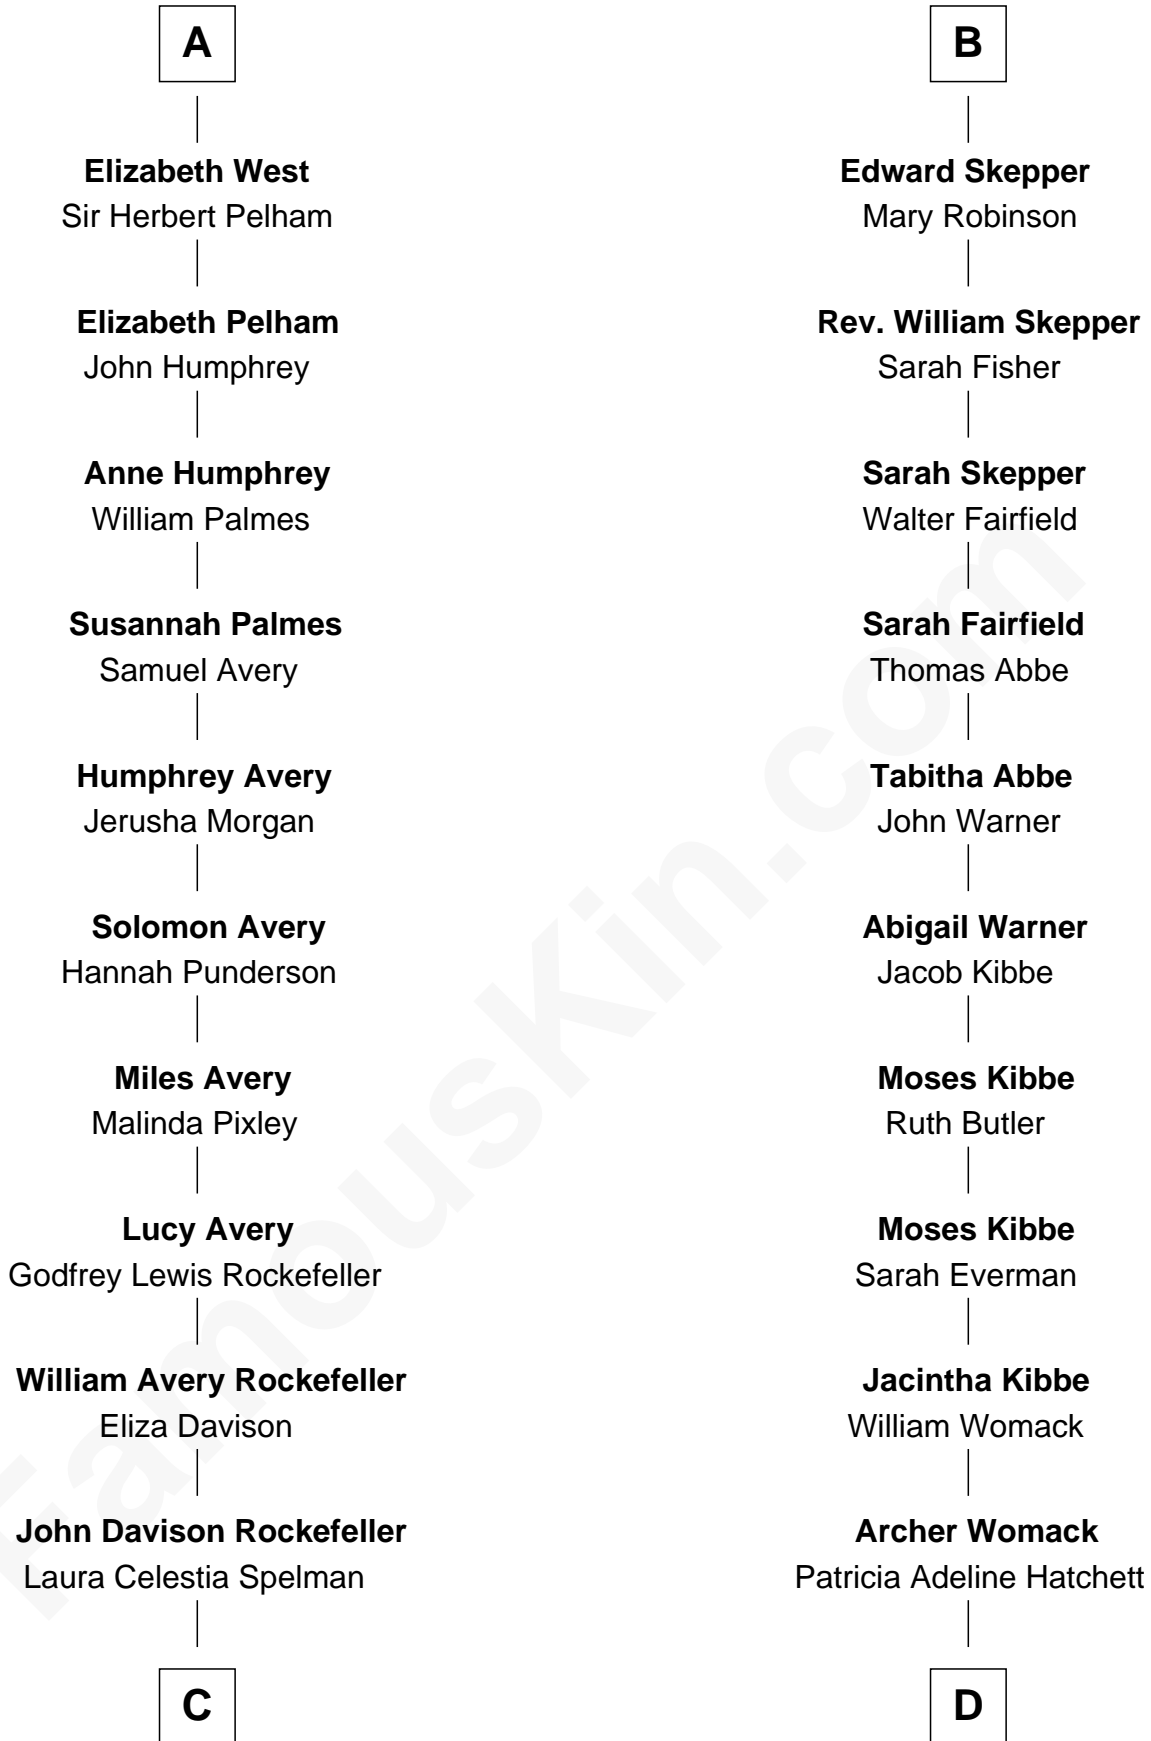 A
Elizabeth West
Sir Herbert Pelham
Elizabeth Pelham
John Humphrey
Anne Humphrey
William Palmes
Susannah Palmes
Samuel Avery
Humphrey Avery
Jerusha Morgan
Solomon Avery
Hannah Punderson
Miles Avery
Malinda Pixley
Lucy Avery
Godfrey Lewis Rockefeller
William Avery Rockefeller
Eliza Davison
John Davison Rockefeller
Laura Celestia Spelman
C
B
Edward Skepper
Mary Robinson
Rev. William Skepper
Sarah Fisher
Sarah Skepper
Walter Fairfield
Sarah Fairfield
Thomas Abbe
Tabitha Abbe
John Warner
Abigail Warner
Jacob Kibbe
Moses Kibbe
Ruth Butler
Moses Kibbe
Sarah Everman
Jacintha Kibbe
William Womack
Archer Womack
Patricia Adeline Hatchett
D
FamousKin.com